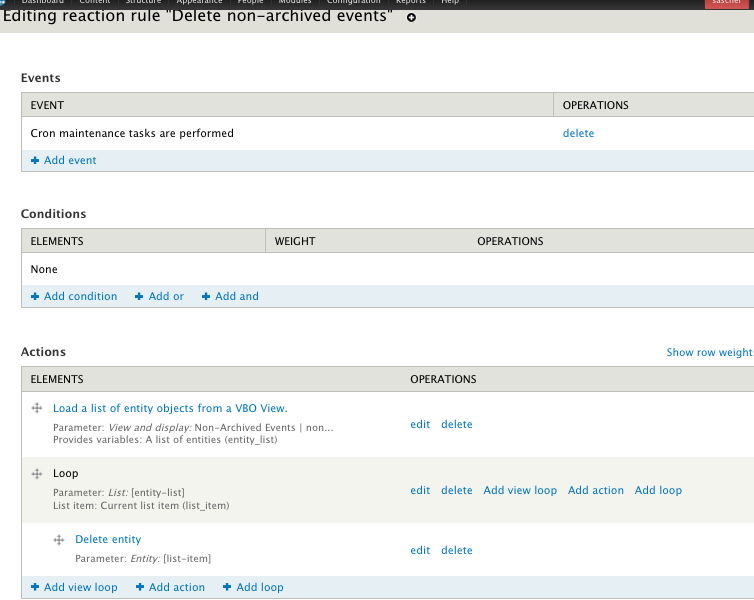 Dashboard Content Structure Appearance People Modules Configuration Reports Help sascher
Editing reaction rule "Delete non-archived events"
Events
EVENT OPERATIONS
Cron maintenance tasks are performed delete
Add event
Conditions
ELEMENTS WEIGHT OPERATIONS
None
Add condition Add or Add and
Actions Show row weight
ELEMENTS OPERATIONS
Load a list of entity objects from a VBO View.
Parameter: View and display: Non-Archived Events | non...
Provides variables: A list of entities (entity_list)
edit delete
Loop
Parameter: List: [entity-list]
List item: Current list item (list_item)
edit delete Add view loop Add action Add loop
Delete entity
Parameter: Entity: [list-item]
edit delete
Add view loop Add action Add loop